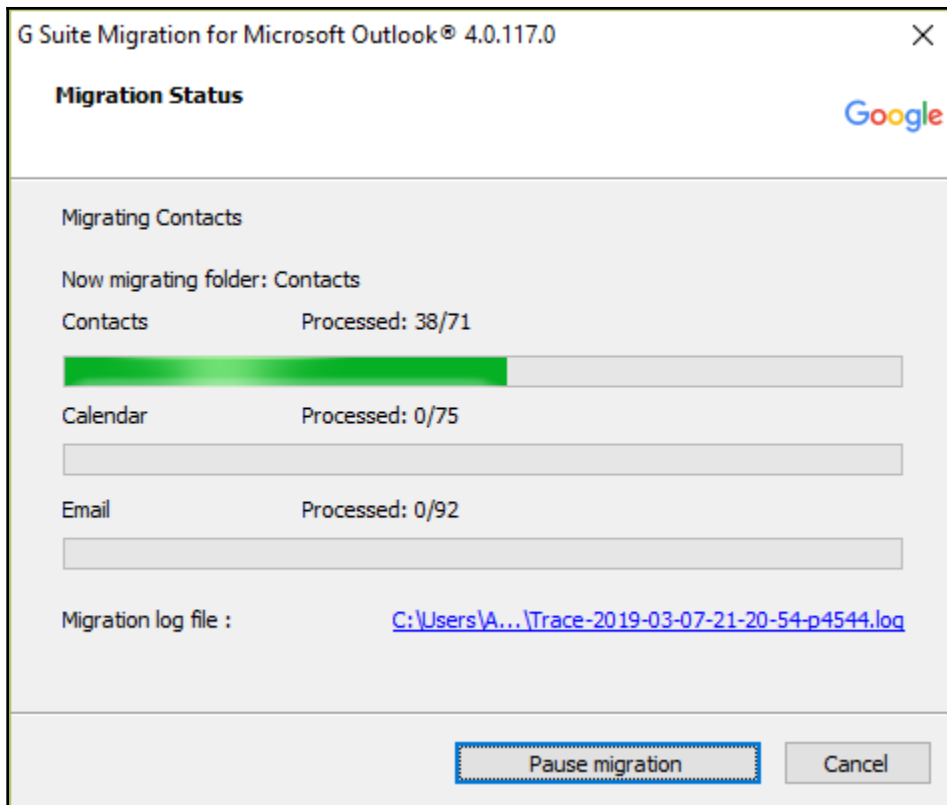 G Suite Migration for Microsoft Outlook® 4.0.117.0
Migration Status
Google
Migrating Contacts
Now migrating folder: Contacts
Contacts Processed: 38/71
Calendar Processed: 0/75
Email Processed: 0/92
Migration log file : C:\Users\A...\Trace-2019-03-07-21-20-54-p4544.log
Pause migration Cancel